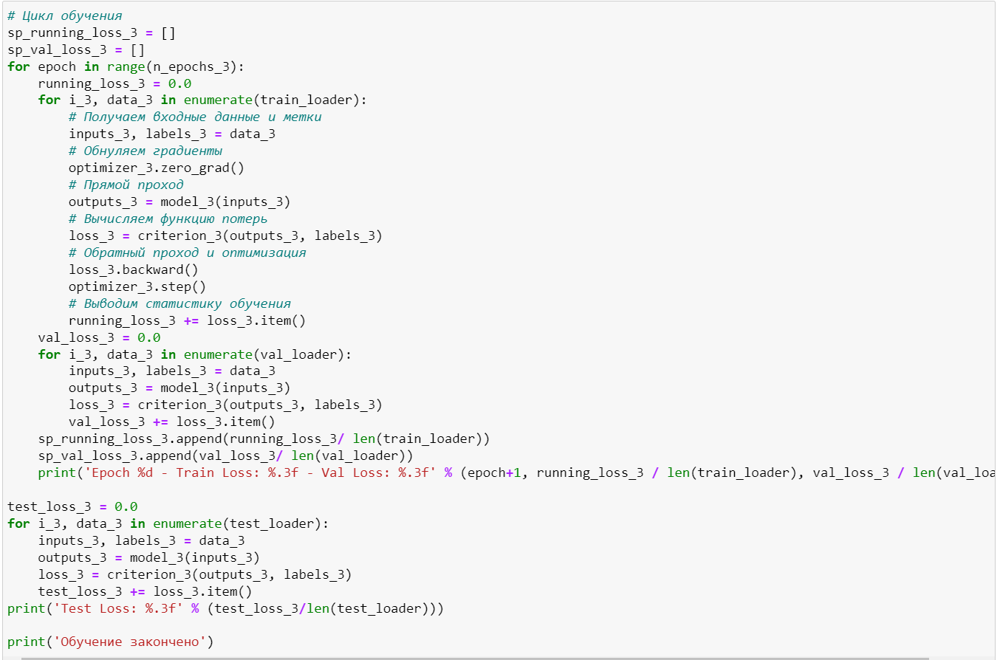 # Цикл обучения
sp_running_loss_3 = []
sp_val_loss_3 = []
for epoch in range(n_epochs_3):
    running_loss_3 = 0.0
    for i_3, data_3 in enumerate(train_loader):
        # Получаем входные данные и метки
        inputs_3, labels_3 = data_3
        # Обнуляем градиенты
        optimizer_3.zero_grad()
        # Прямой проход
        outputs_3 = model_3(inputs_3)
        # Вычисляем функцию потерь
        loss_3 = criterion_3(outputs_3, labels_3)
        # Обратный проход и оптимизация
        loss_3.backward()
        optimizer_3.step()
        # Выводим статистику обучения
        running_loss_3 += loss_3.item()
    val_loss_3 = 0.0
    for i_3, data_3 in enumerate(val_loader):
        inputs_3, labels_3 = data_3
        outputs_3 = model_3(inputs_3)
        loss_3 = criterion_3(outputs_3, labels_3)
        val_loss_3 += loss_3.item()
    sp_running_loss_3.append(running_loss_3/ len(train_loader))
    sp_val_loss_3.append(val_loss_3/ len(val_loader))
    print('Epoch %d - Train Loss: %.3f - Val Loss: %.3f' % (epoch+1, running_loss_3 / len(train_loader), val_loss_3 / len(val_loa

test_loss_3 = 0.0
for i_3, data_3 in enumerate(test_loader):
    inputs_3, labels_3 = data_3
    outputs_3 = model_3(inputs_3)
    loss_3 = criterion_3(outputs_3, labels_3)
    test_loss_3 += loss_3.item()
print('Test Loss: %.3f' % (test_loss_3/len(test_loader)))

print('Обучение закончено')